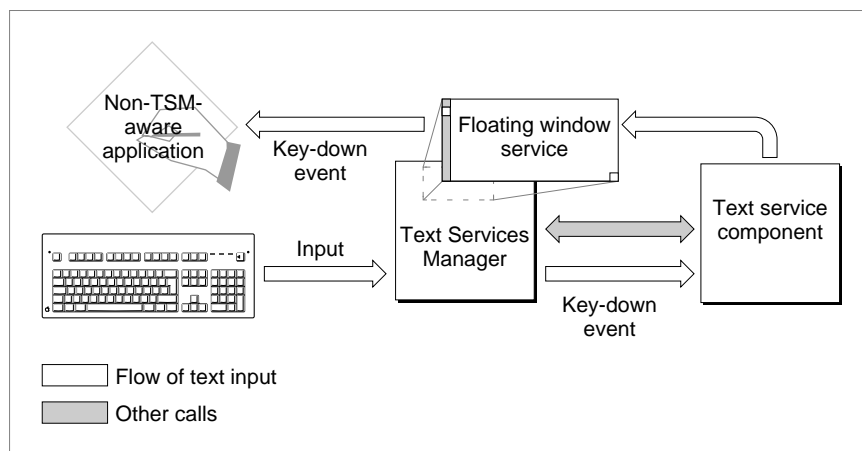 Non-TSM-
aware
application
Key-down
event
Floating window
service
Input
Text Services
Manager
Text service
component
Key-down
event
Flow of text input
Other calls